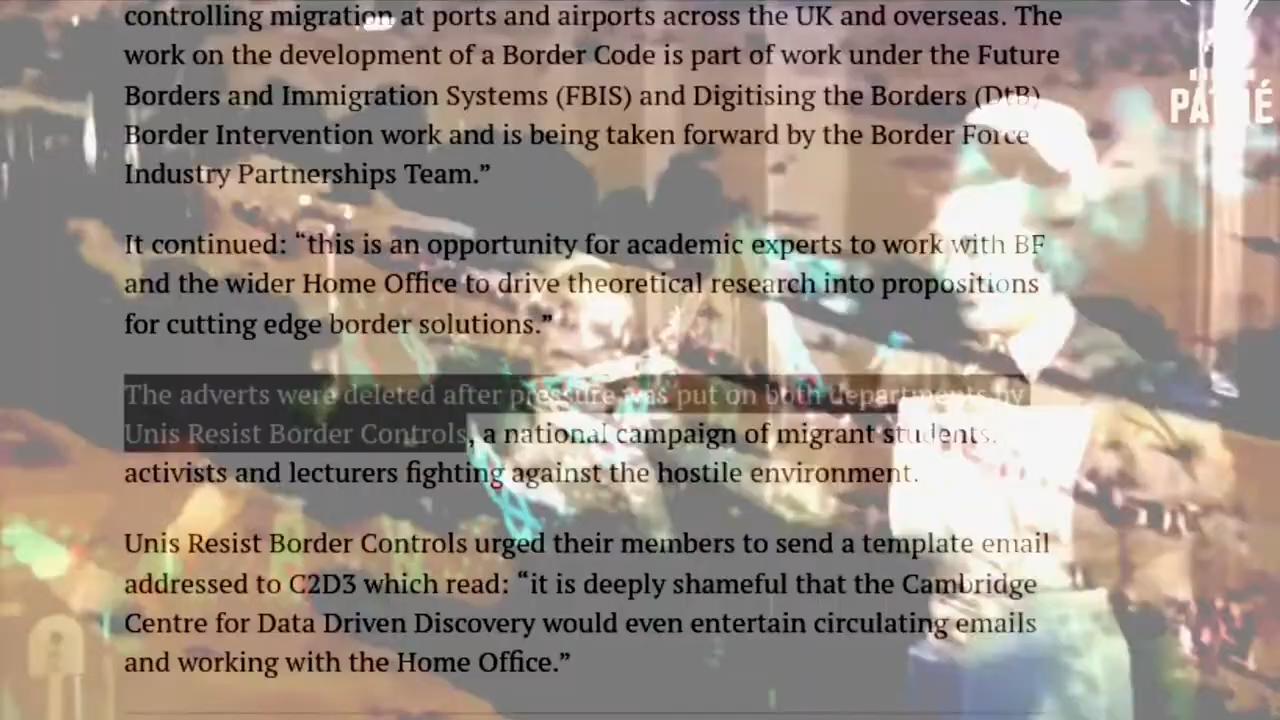 controlling migration at ports and airports across the UK and overseas. The
work on the development of a Border Code is part of work under the Future
Borders and Immigration Systems (FBIS) and Digitising the Borders (DtB)
Border Intervention work and is being taken forward by the Border Force
Industry Partnerships Team.”
It continued: “this is an opportunity for academic experts to work with BF
and the wider Home Office to drive theoretical research into propositions
for cutting edge border solutions.”
The adverts were deleted after pressure was put on both departments by
Unis Resist Border Controls, a national campaign of migrant students,
activists and lecturers fighting against the hostile environment.
Unis Resist Border Controls urged their members to send a template email
addressed to C2D3 which read: “it is deeply shameful that the Cambridge
Centre for Data Driven Discovery would even entertain circulating emails
and working with the Home Office.”
PATHÉ